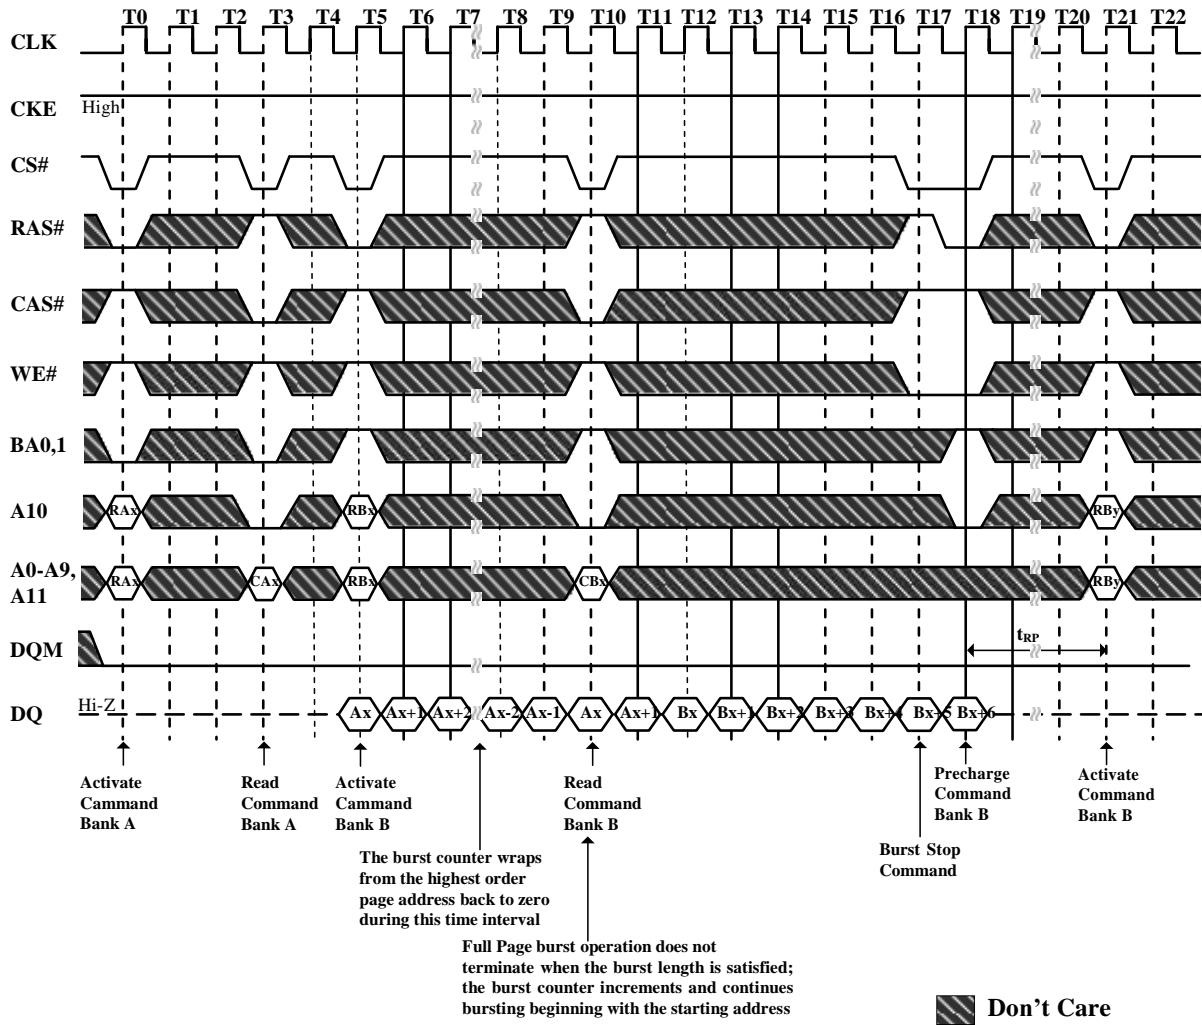 T0 T1 T2 T3 T4 T5 T6 T7 T8 T9 T10 T11 T12 T13 T14 T15 T16 T17 T18 T19 T20 T21 T22
CLK
CKE High
CS#
RAS#
CAS#
WE#
BA0,1
A10 RAx RBx RBy
A0-A9,
A11 RAx CAx RBx CBx RBy
DQM tRP
DQ Hi-Z Ax Ax+1 Ax+2 Ax-2 Ax-1 Ax Ax+1 Bx Bx+1 Bx+2 Bx+3 Bx+4 Bx+5 Bx+6
Activate
Cammand
Bank A
Read
Command
Bank A
Activate
Cammand
Bank B
Read
Command
Bank B
Precharge
Command
Bank B
Activate
Command
Bank B
Burst Stop
Command
The burst counter wraps
from the highest order
page address back to zero
during this time interval
Full Page burst operation does not
terminate when the burst length is satisfied;
the burst counter increments and continues
bursting beginning with the starting address
Don't Care